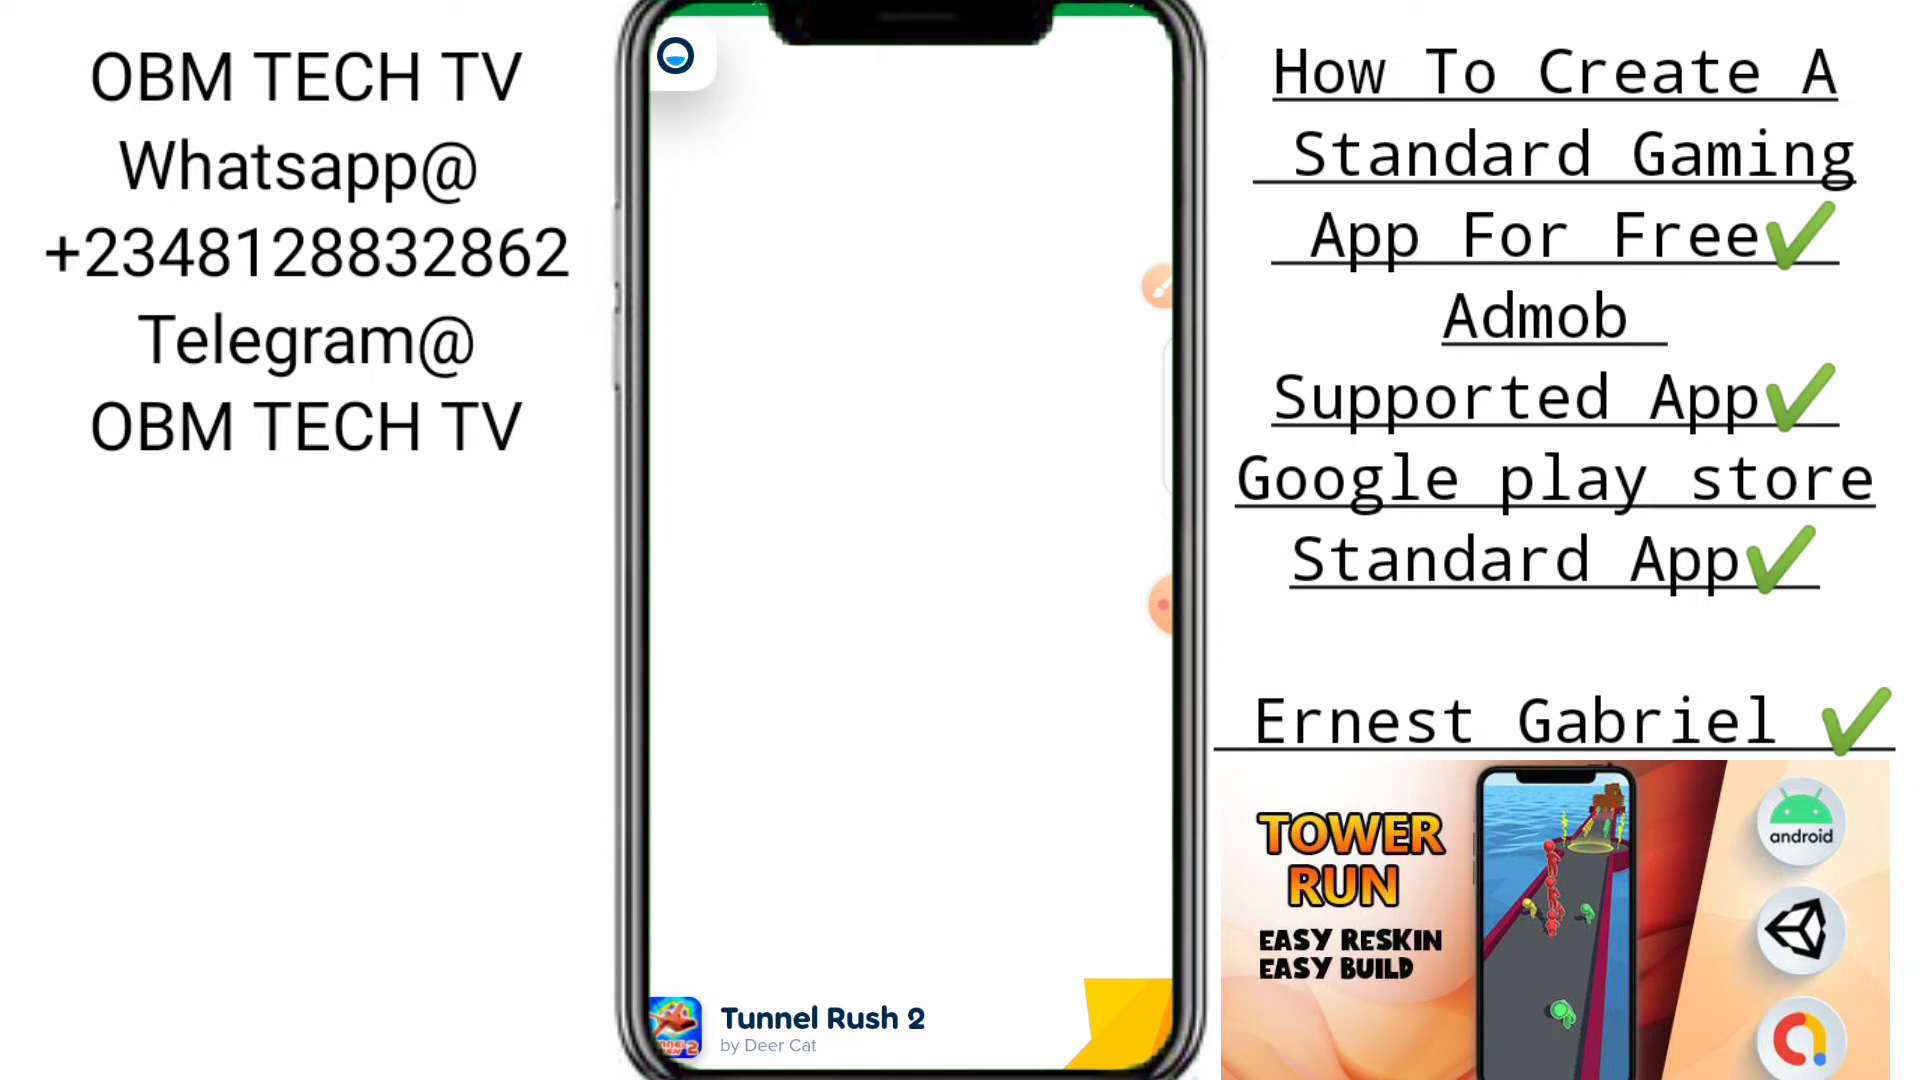 OBM TECH TV
Whatsapp@
+2348128832862
Telegram@
OBM TECH TV
Tunnel Rush 2
by Deer Cat
How To Create A
Standard Gaming
App For Free✔
Admob
Supported App✔
Google play store
Standard App✔
Ernest Gabriel ✔
TOWER
RUN
EASY RESKIN
EASY BUILD
android